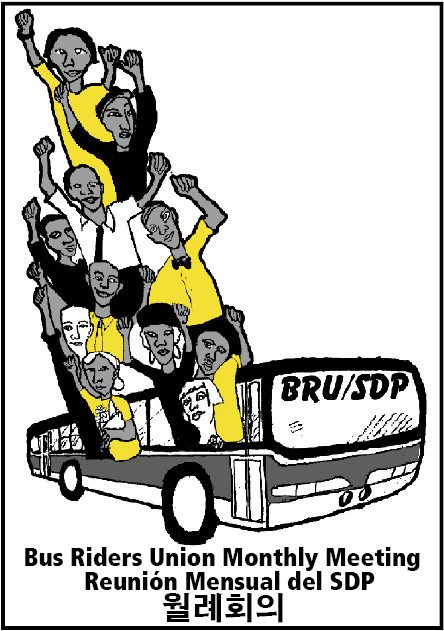 BRU/SDP
Bus Riders Union Monthly Meeting
Reunión Mensual del SDP
월례회의